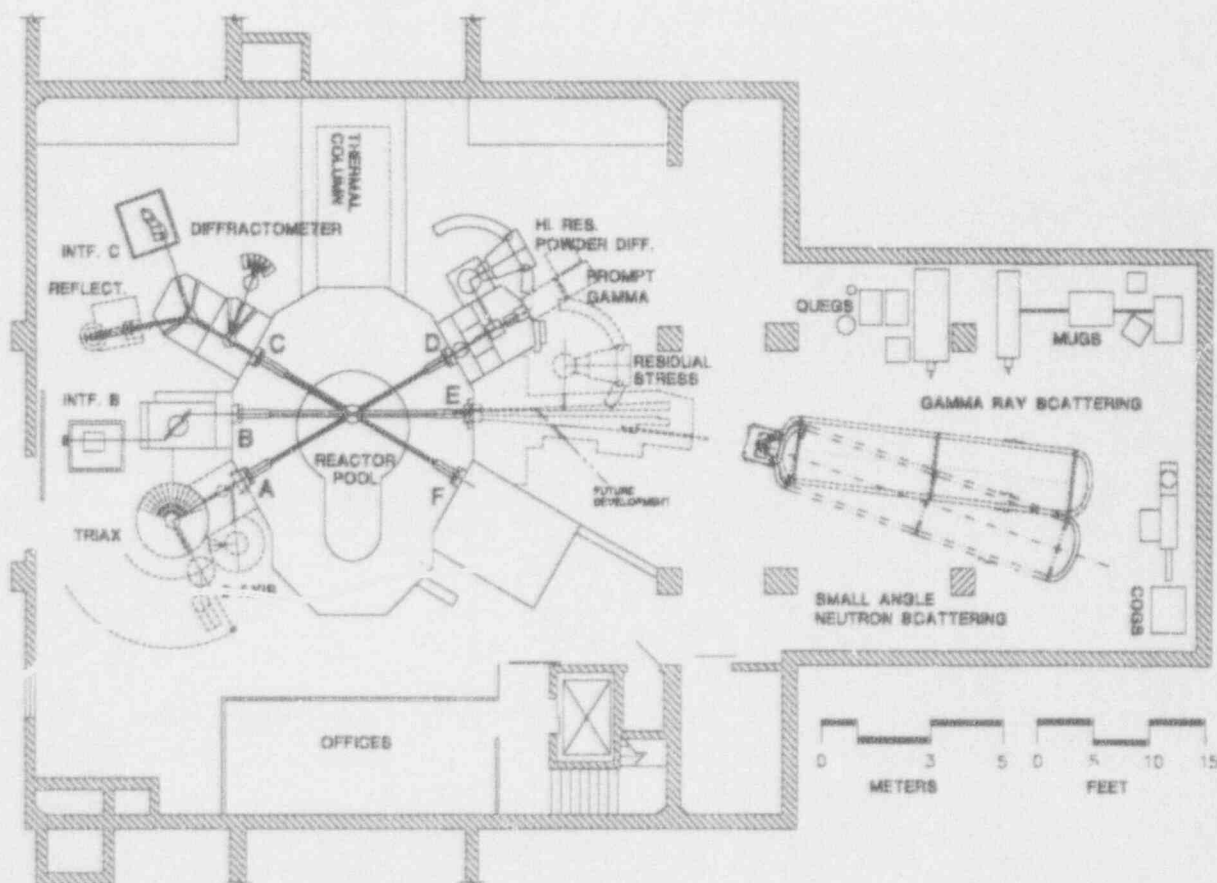 THERMAL
COLUMN
DIFFRACTOMETER
HI. RES.
POWDER DIFF.
INTF. C
PROMPT
GAMMA
REFLECT.
QUEGS
C
D
MUGS
RESIDUAL
STRESS
INTF. B
E
GAMMA RAY SCATTERING
B
REACTOR
POOL
A
F
FUTURE
DEVELOPMENT
TRIAX
SMALL ANGLE
NEUTRON SCATTERING
COGS
OFFICES
0 3 5 0 5 10 15
METERS FEET